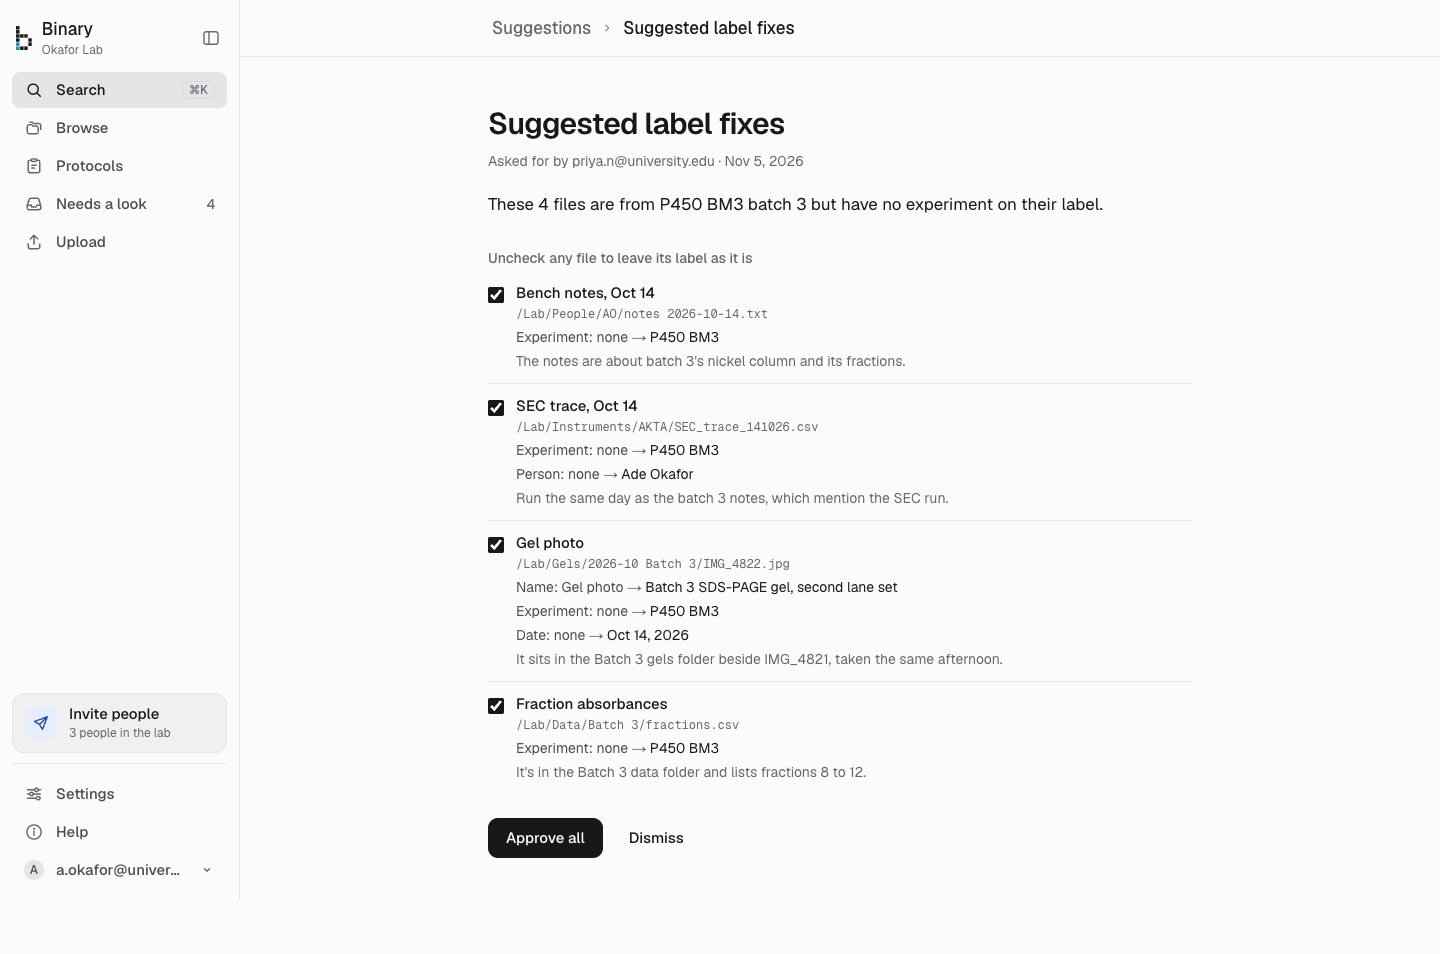 Binary
Okafor Lab
Search ⌘K
Browse
Protocols
Needs a look 4
Upload
Invite people
3 people in the lab
Settings
Help
A a.okafor@univer...
Suggestions › Suggested label fixes
Suggested label fixes
Asked for by priya.n@university.edu · Nov 5, 2026
These 4 files are from P450 BM3 batch 3 but have no experiment on their label.
Uncheck any file to leave its label as it is
Bench notes, Oct 14
/Lab/People/AO/notes 2026-10-14.txt
Experiment: none → P450 BM3
The notes are about batch 3's nickel column and its fractions.
SEC trace, Oct 14
/Lab/Instruments/AKTA/SEC_trace_141026.csv
Experiment: none → P450 BM3
Person: none → Ade Okafor
Run the same day as the batch 3 notes, which mention the SEC run.
Gel photo
/Lab/Gels/2026-10 Batch 3/IMG_4822.jpg
Name: Gel photo → Batch 3 SDS-PAGE gel, second lane set
Experiment: none → P450 BM3
Date: none → Oct 14, 2026
It sits in the Batch 3 gels folder beside IMG_4821, taken the same afternoon.
Fraction absorbances
/Lab/Data/Batch 3/fractions.csv
Experiment: none → P450 BM3
It's in the Batch 3 data folder and lists fractions 8 to 12.
Approve all
Dismiss